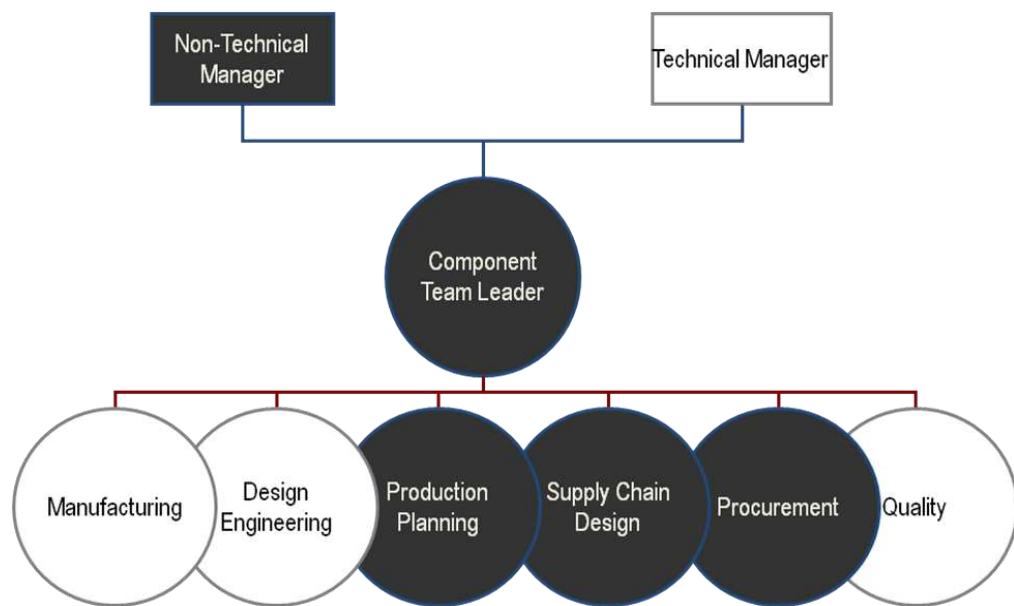 Non-Technical
Manager
Technical Manager
Component
Team Leader
Manufacturing
Design
Engineering
Production
Planning
Supply Chain
Design
Procurement
Quality